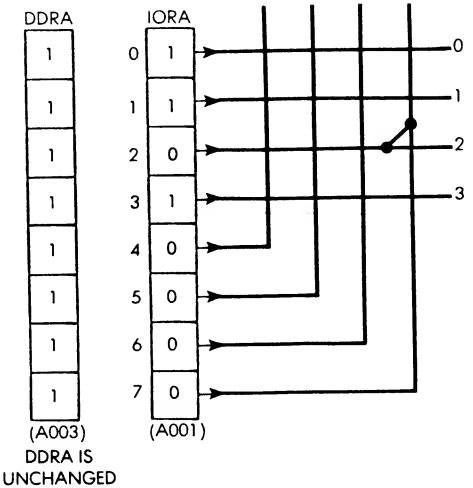 DDRA IORA
1 0 1 0
1 1 1 1
1 2 0 2
1 3 1 3
1 4 0
1 5 0
1 6 0
1 7 0
(A003) (A001)
DDRA IS
UNCHANGED